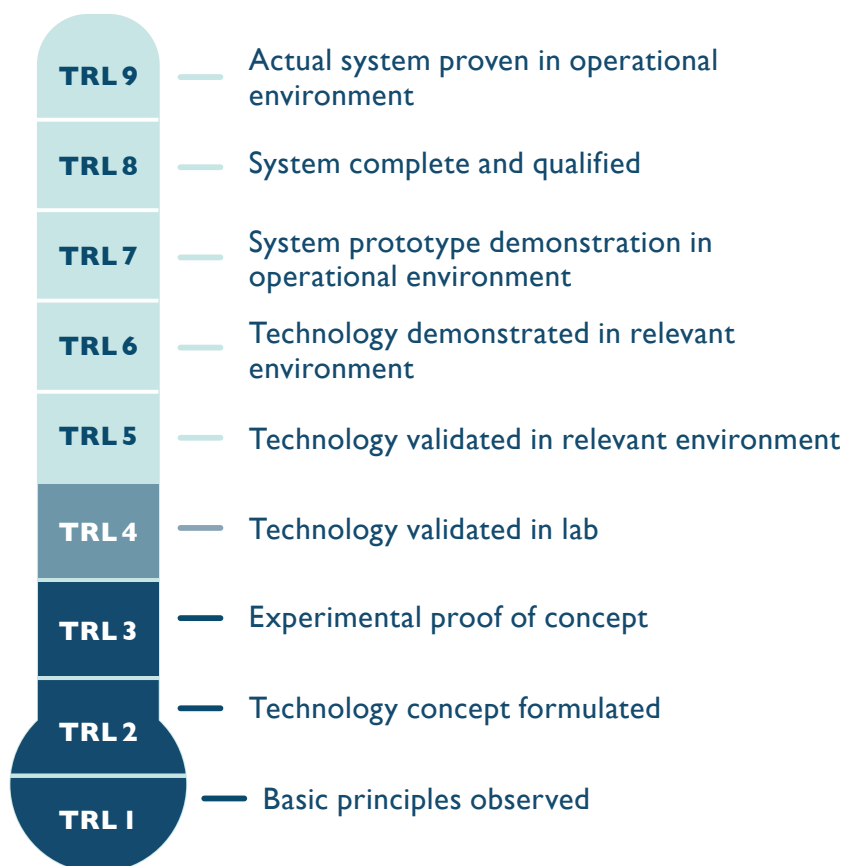 TRL 9
Actual system proven in operational
environment
TRL 8
System complete and qualified
TRL 7
System prototype demonstration in
operational environment
TRL 6
Technology demonstrated in relevant
environment
TRL 5
Technology validated in relevant environment
TRL 4
Technology validated in lab
TRL 3
Experimental proof of concept
TRL 2
Technology concept formulated
TRL 1
Basic principles observed